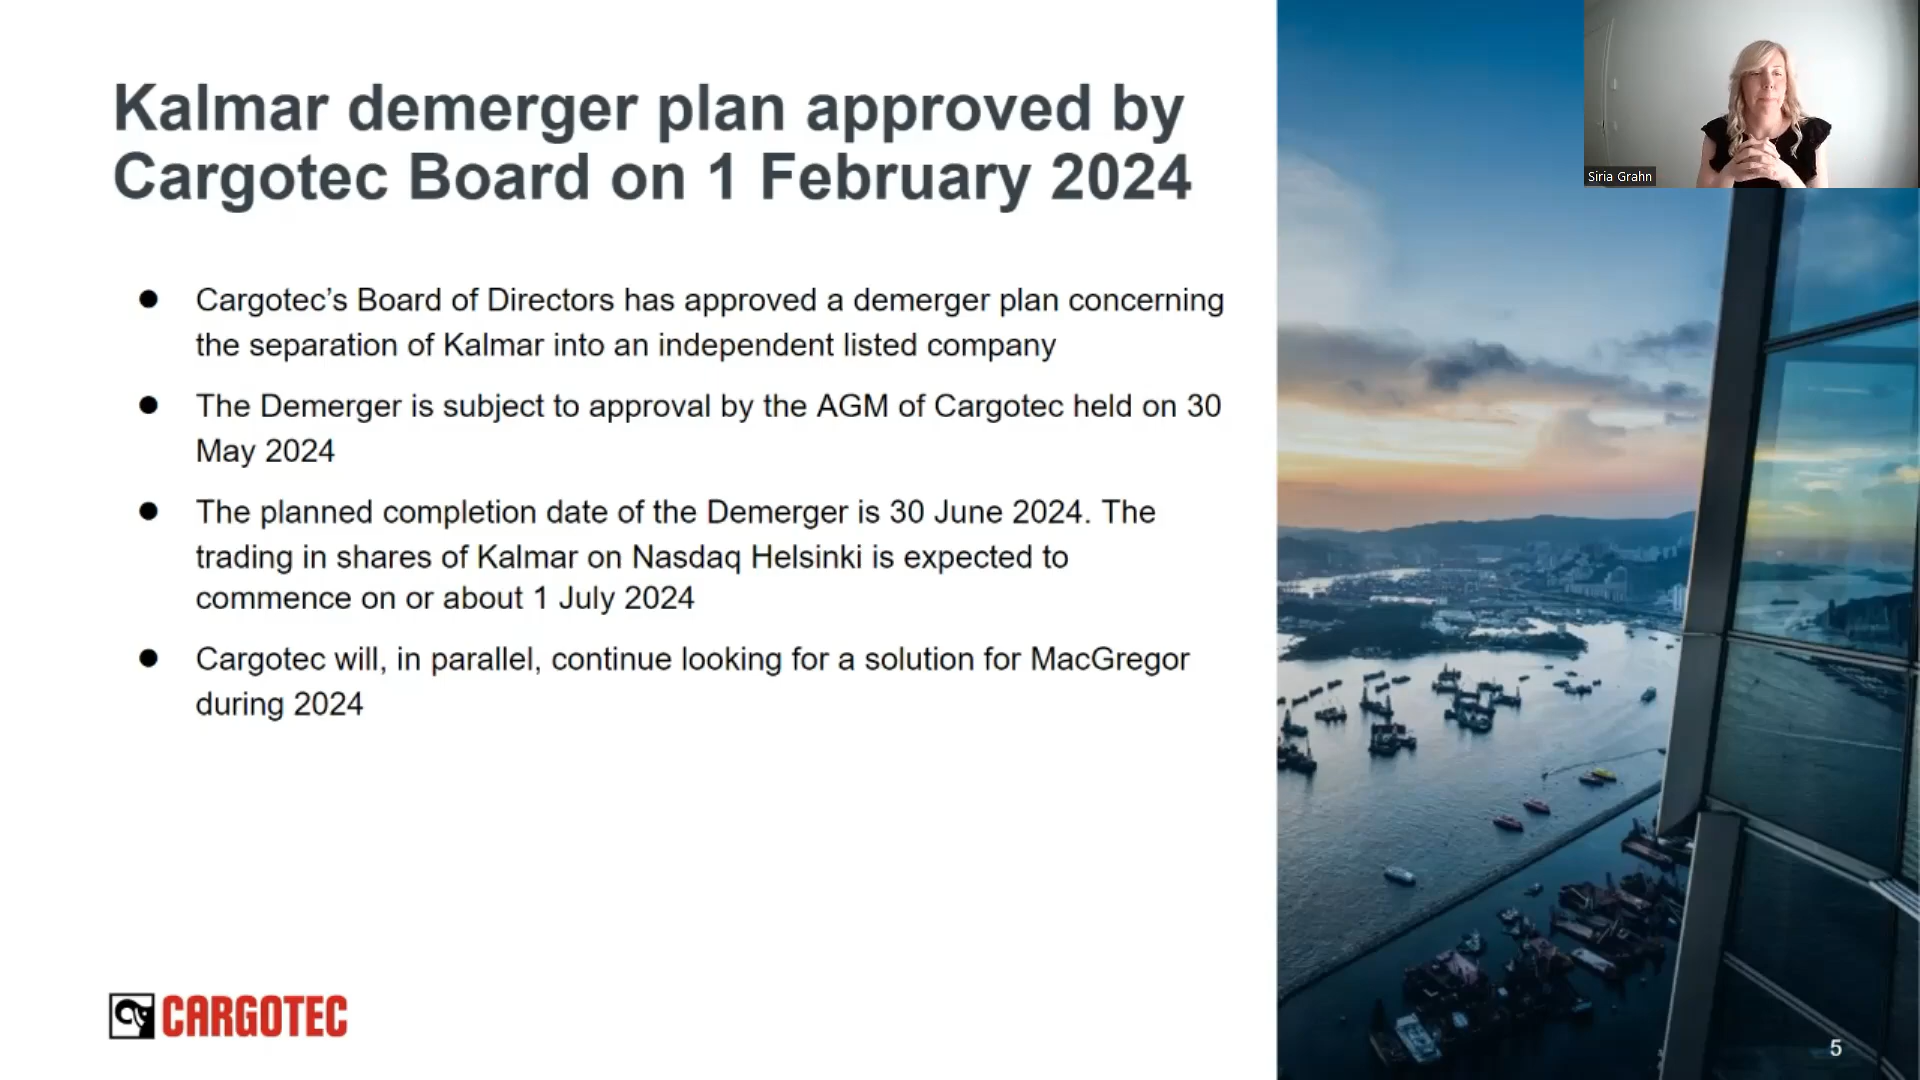 Kalmar demerger plan approved by
Cargotec Board on 1 February 2024
● Cargotec’s Board of Directors has approved a demerger plan concerning
the separation of Kalmar into an independent listed company
● The Demerger is subject to approval by the AGM of Cargotec held on 30
May 2024
● The planned completion date of the Demerger is 30 June 2024. The
trading in shares of Kalmar on Nasdaq Helsinki is expected to
commence on or about 1 July 2024
● Cargotec will, in parallel, continue looking for a solution for MacGregor
during 2024
CARGOTEC
Siria Grahn
5